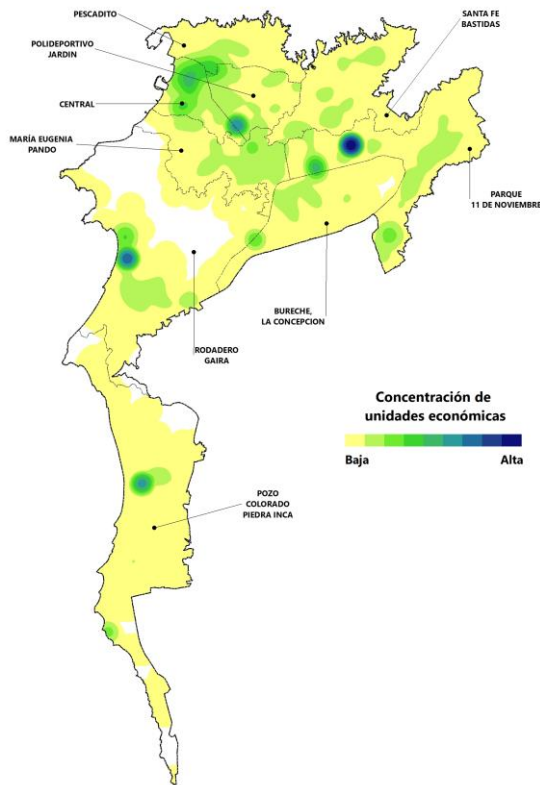 PESCADITO
POLIDEPORTIVO
JARDIN
CENTRAL
MARÍA EUGENIA
PANDO
SANTA FE
BASTIDAS
PARQUE
11 DE NOVIEMBRE
BURECHE,
LA CONCEPCION
RODADERO
GAIRA
Concentración de
unidades económicas
Baja Alta
POZO
COLORADO
PIEDRA INCA